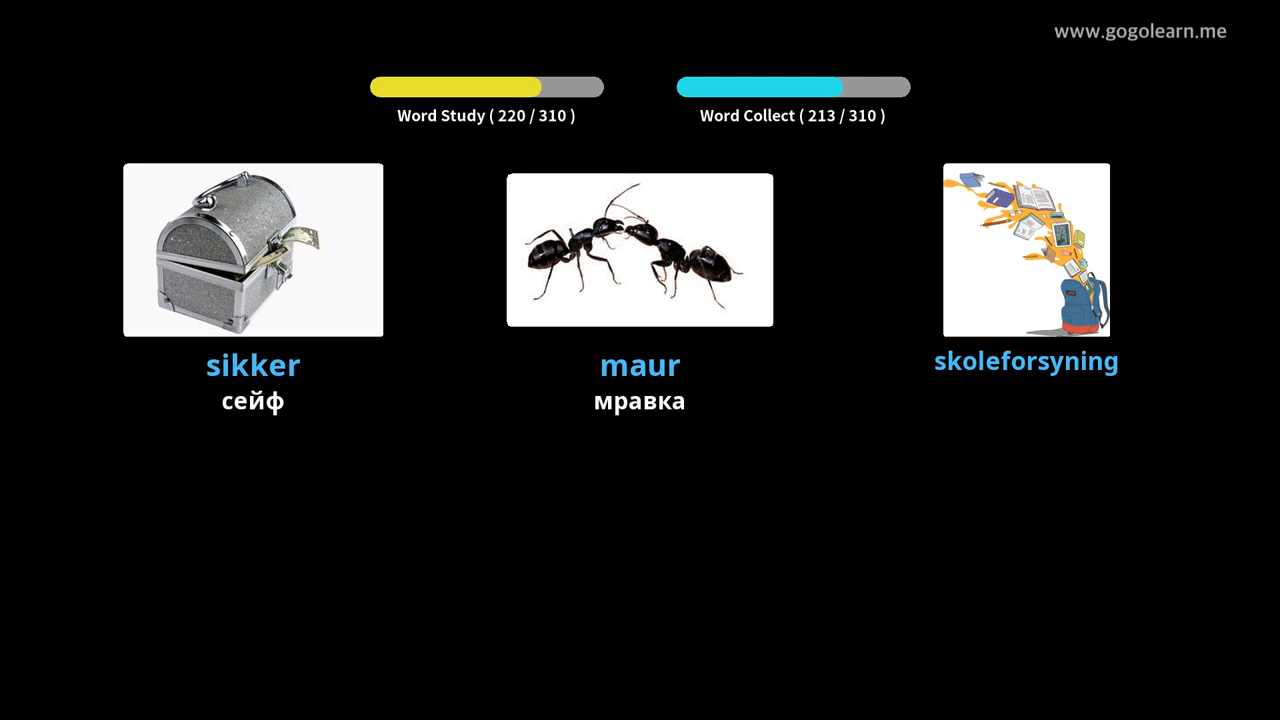 www.gogolearn.me
Word Study ( 220 / 310 )
Word Collect ( 213 / 310 )
sikker
сейф
maur
мравка
skoleforsyning